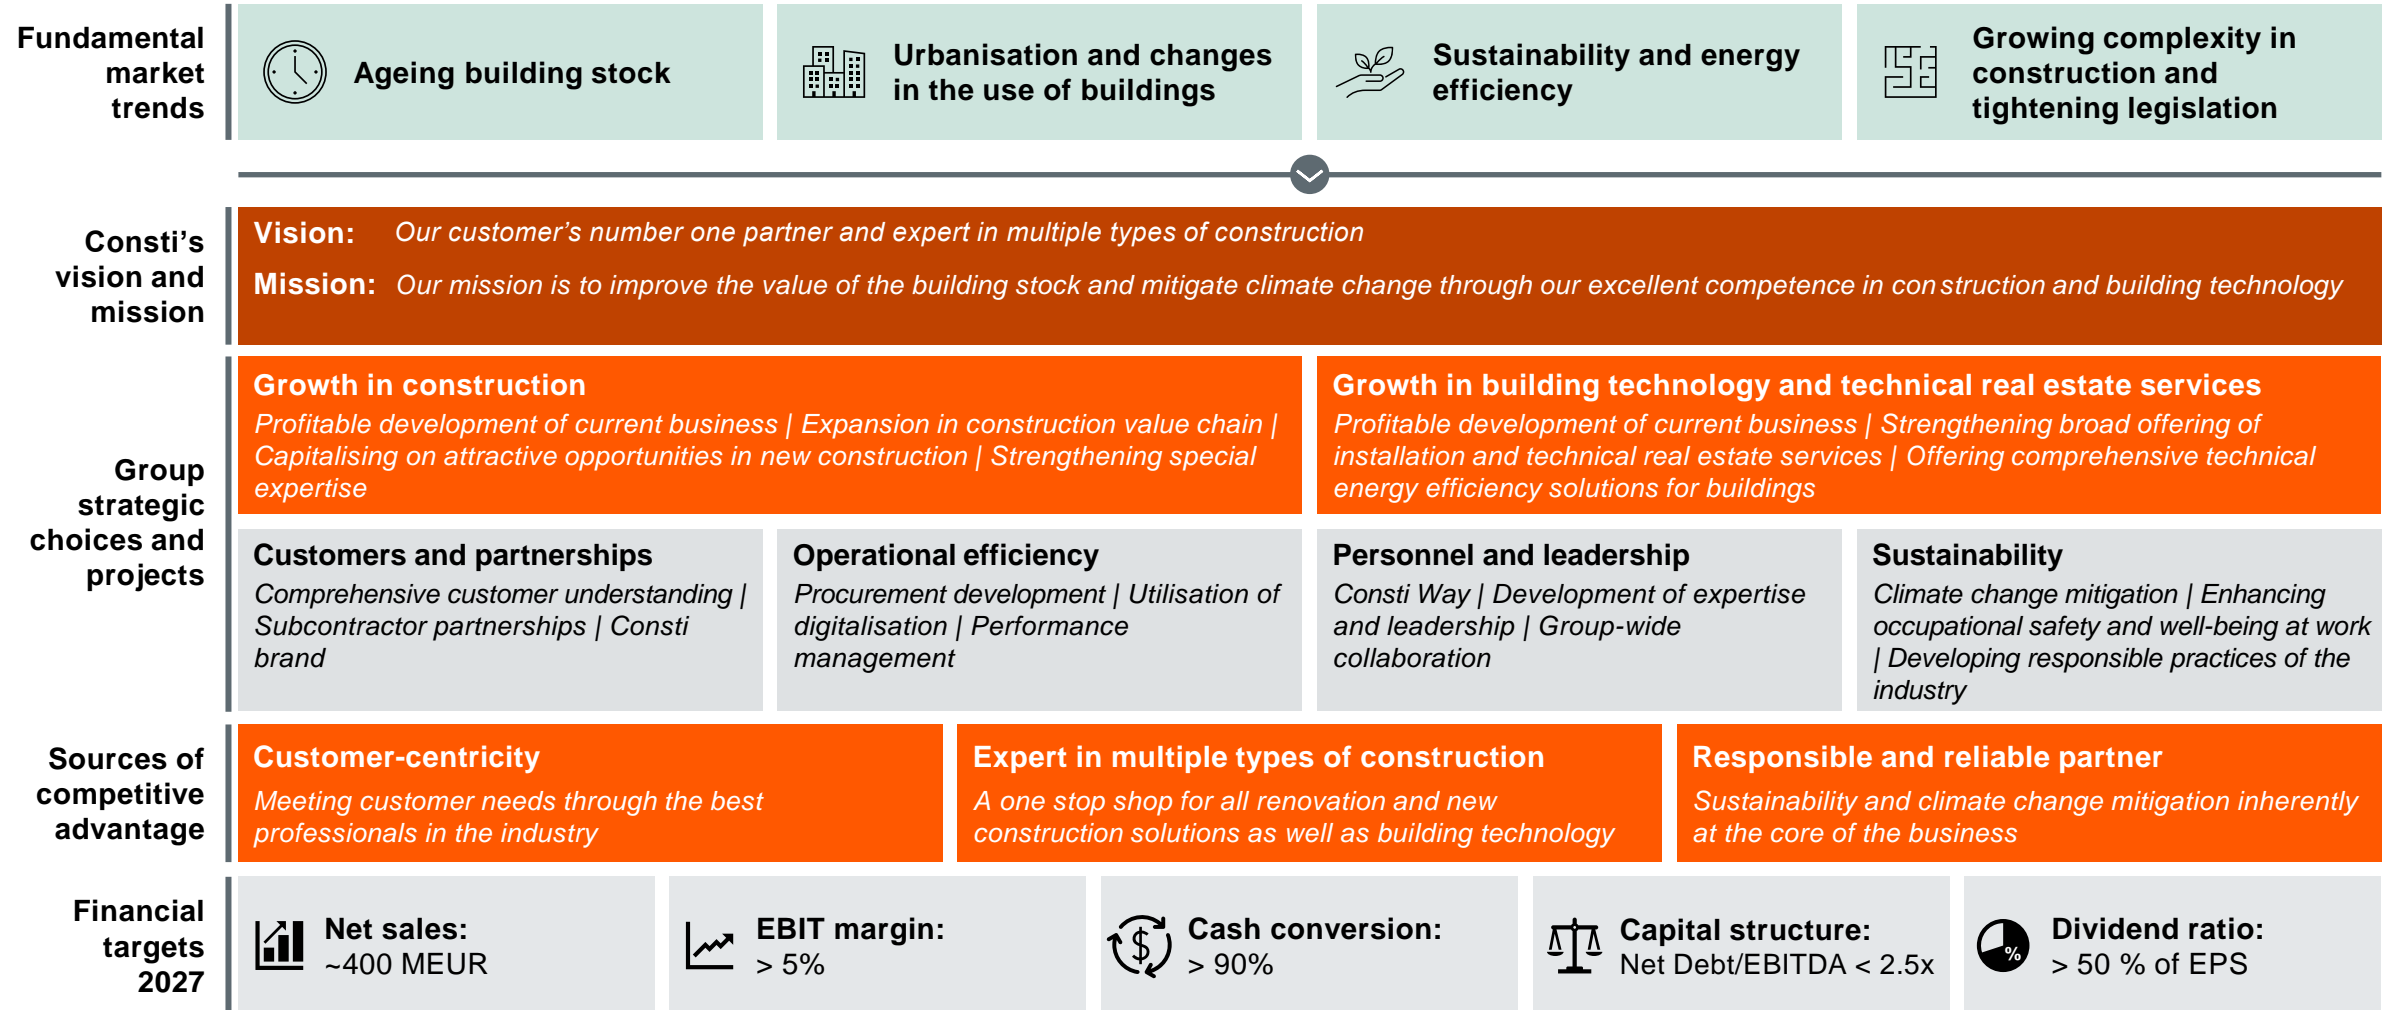 Fundamental
market
trends
Ageing building stock
Urbanisation and changes
in the use of buildings
Sustainability and energy
efficiency
Growing complexity in
construction and
tightening legislation
Consti’s
vision and
mission
Vision: Our customer’s number one partner and expert in multiple types of construction
Mission: Our mission is to improve the value of the building stock and mitigate climate change through our excellent competence in construction and building technology
Group
strategic
choices and
projects
Growth in construction
Profitable development of current business | Expansion in construction value chain |
Capitalising on attractive opportunities in new construction | Strengthening special
expertise
Growth in building technology and technical real estate services
Profitable development of current business | Strengthening broad offering of
installation and technical real estate services | Offering comprehensive technical
energy efficiency solutions for buildings
Customers and partnerships
Comprehensive customer understanding |
Subcontractor partnerships | Consti
brand
Operational efficiency
Procurement development | Utilisation of
digitalisation | Performance
management
Personnel and leadership
Consti Way | Development of expertise
and leadership | Group-wide
collaboration
Sustainability
Climate change mitigation | Enhancing
occupational safety and well-being at work
| Developing responsible practices of the
industry
Sources of
competitive
advantage
Customer-centricity
Meeting customer needs through the best
professionals in the industry
Expert in multiple types of construction
A one stop shop for all renovation and new
construction solutions as well as building technology
Responsible and reliable partner
Sustainability and climate change mitigation inherently
at the core of the business
Financial
targets
2027
Net sales:
~400 MEUR
EBIT margin:
> 5%
$
Cash conversion:
> 90%
Capital structure:
Net Debt/EBITDA < 2.5x
%
Dividend ratio:
> 50 % of EPS